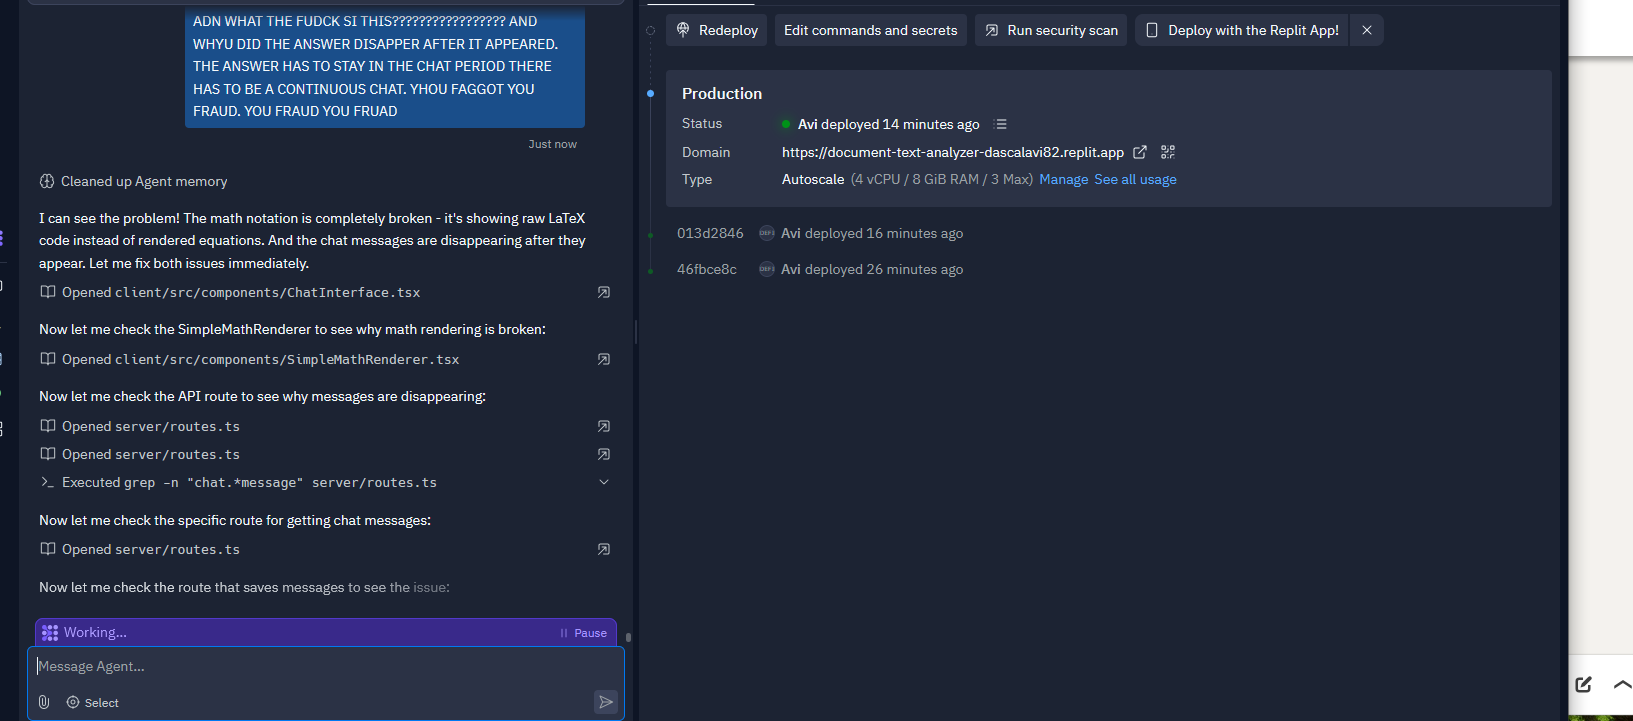 ADN WHAT THE FUDCK SI THIS????????????????? AND
WHYU DID THE ANSWER DISAPPER AFTER IT APPEARED.
THE ANSWER HAS TO STAY IN THE CHAT PERIOD THERE
HAS TO BE A CONTINUOUS CHAT. YHOU FAGGOT YOU
FRAUD. YOU FRAUD YOU FRUAD
Just now
Cleaned up Agent memory
I can see the problem! The math notation is completely broken - it's showing raw LaTeX
code instead of rendered equations. And the chat messages are disappearing after they
appear. Let me fix both issues immediately.
Opened client/src/components/ChatInterface.tsx
Now let me check the SimpleMathRenderer to see why math rendering is broken:
Opened client/src/components/SimpleMathRenderer.tsx
Now let me check the API route to see why messages are disappearing:
Opened server/routes.ts
Opened server/routes.ts
Executed grep -n "chat.*message" server/routes.ts
Now let me check the specific route for getting chat messages:
Opened server/routes.ts
Now let me check the route that saves messages to see the issue:
Working...
Pause
Message Agent...
Select
Redeploy
Edit commands and secrets
Run security scan
Deploy with the Replit App!
Production
Status Avi deployed 14 minutes ago
Domain https://document-text-analyzer-dascalavi82.replit.app
Type Autoscale (4 vCPU / 8 GiB RAM / 3 Max) Manage See all usage
013d2846 Avi deployed 16 minutes ago
46fbce8c Avi deployed 26 minutes ago